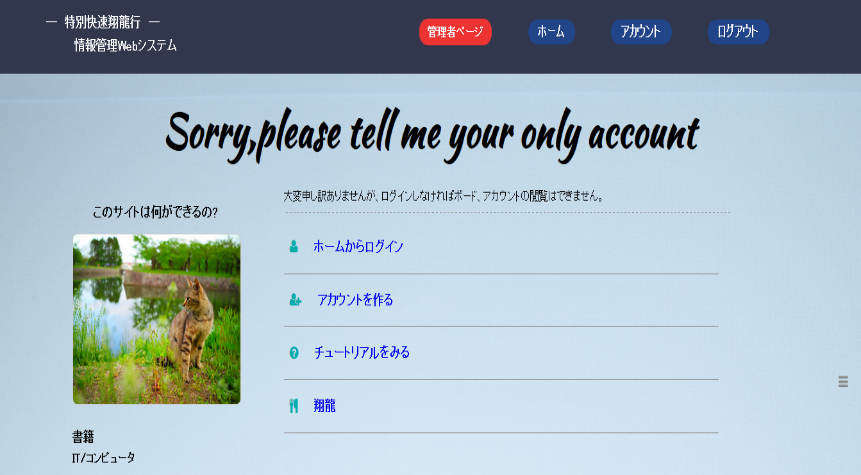 ― 特別快速翔龍行 ―
情報管理Webシステム
管理者ページ
ホーム
アカウント
ログアウト
Sorry,please tell me your only account
このサイトは何ができるの?
大変申し訳ありませんが、ログインしなければボード、アカウントの閲覧はできません。
ホームからログイン
アカウントを作る
チュートリアルをみる
翔龍
書籍
IT/コンピュータ